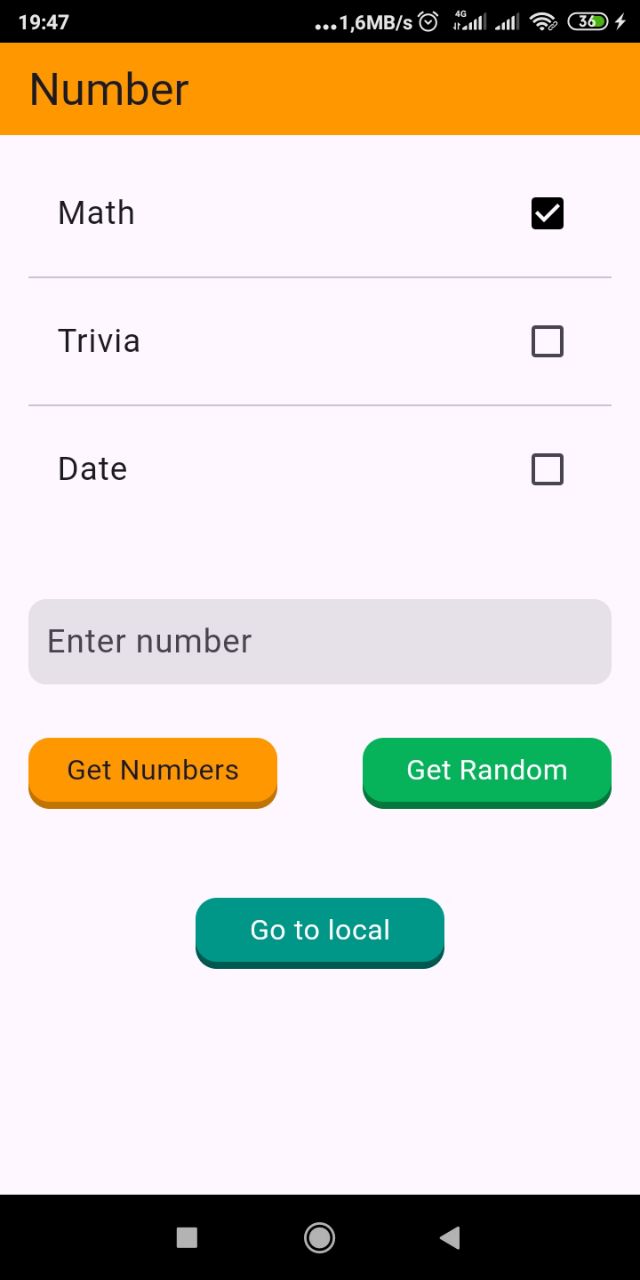 19:47 ...1,6MB/s 4G 36
Number
Math
Trivia
Date
Enter number
Get Numbers Get Random
Go to local